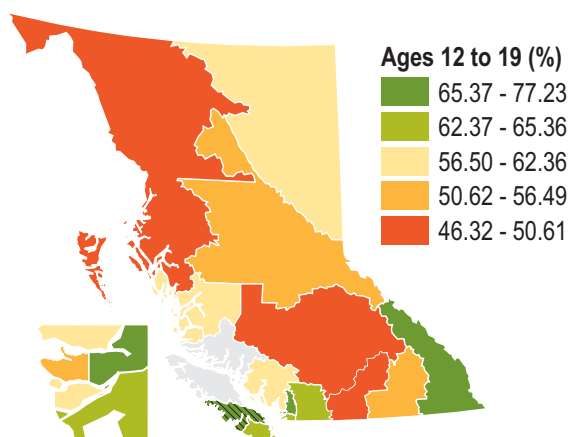 Ages 12 to 19 (%)
65.37 - 77.23
62.37 - 65.36
56.50 - 62.36
50.62 - 56.49
46.32 - 50.61